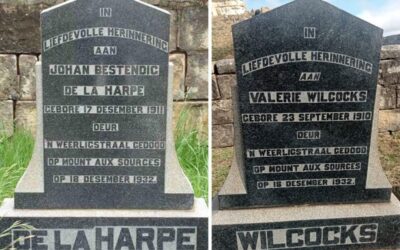 IN
LIEFDEVOLLE HERINNERING
AAN
JOHAN BESTENDIG
DE LA HARPE
GEBORE 17 DESEMBER 1911
DEUR
'N WEERLIGSTRAAL GEDOOD
OP MOUNT AUX SOURCES
OP 18 DESEMBER 1932.
DE LA HARPE
IN
LIEFDEVOLLE HERINNERING
AAN
VALERIE WILCOCKS
GEBORE 23 SEPTEMBER 1910
DEUR
'N WEERLIGSTRAAL GEDOOD
OP MOUNT AUX SOURCES
OP 18 DESEMBER 1932.
WILCOCKS